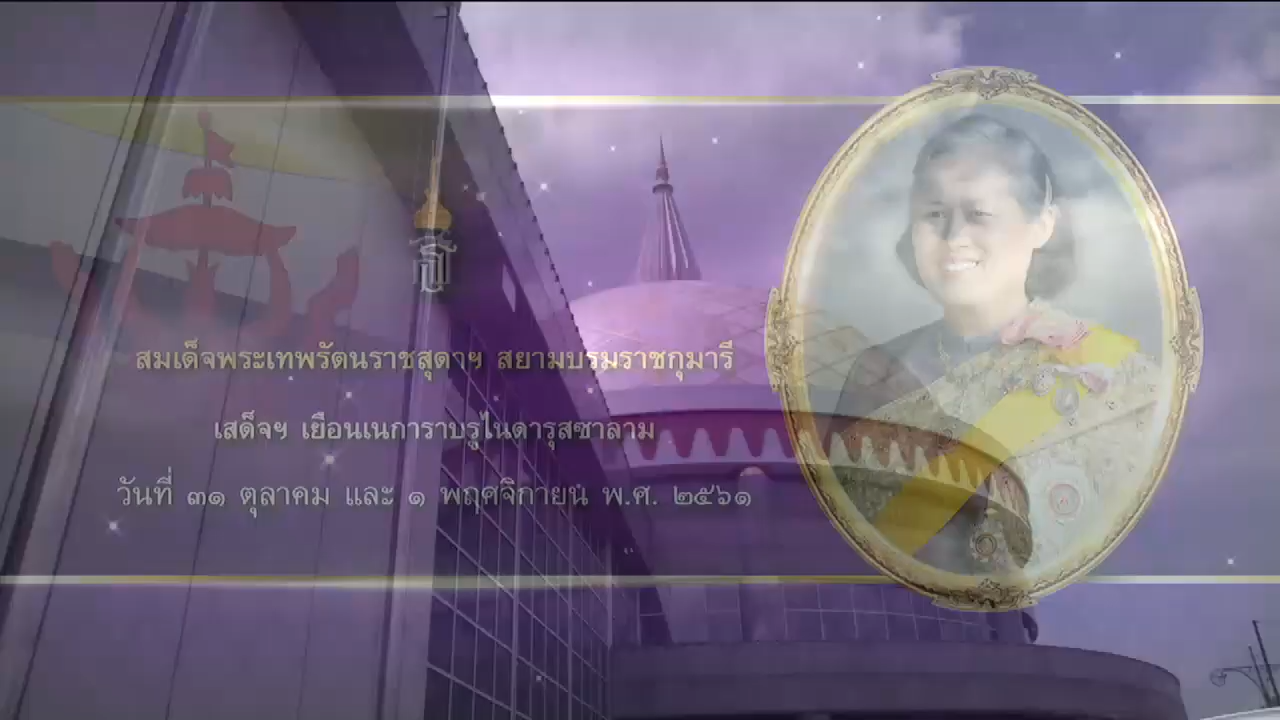 สมเด็จพระเทพรัตนราชสุดาฯ สยามบรมราชกุมารี
เสด็จฯ เยือนเนการาบรูไนดารุสซาลาม
วันที่ ๓๑ ตุลาคม และ ๑ พฤศจิกายน พ.ศ. ๒๕๖๑